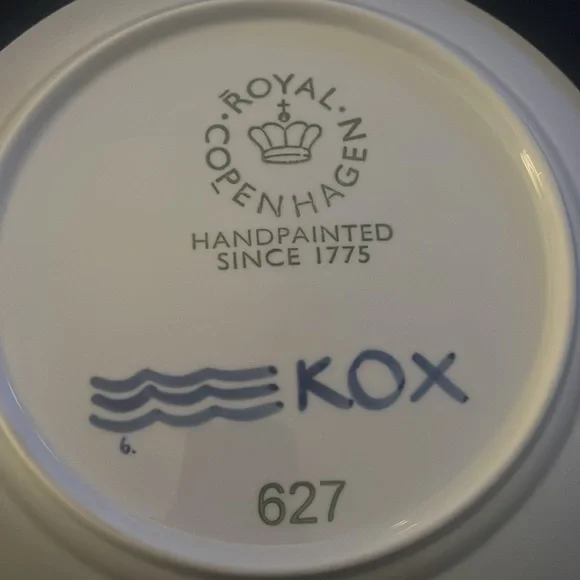 ROYAL COPENHAGEN
HANDPAINTED
SINCE 1775
KOX
6.
627